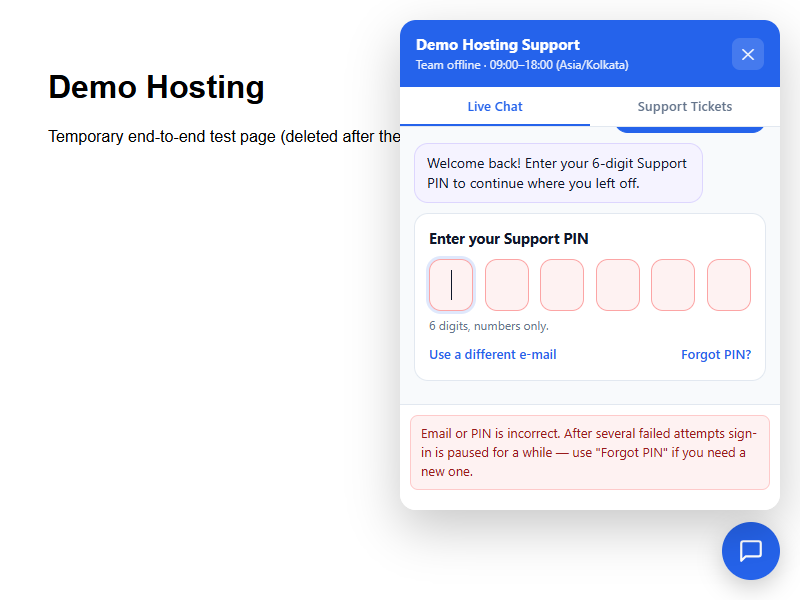 Demo Hosting
Temporary end-to-end test page (deleted after the
Demo Hosting Support
Team offline · 09:00–18:00 (Asia/Kolkata)
Live Chat
Support Tickets
Welcome back! Enter your 6-digit Support
PIN to continue where you left off.
Enter your Support PIN
6 digits, numbers only.
Use a different e-mail
Forgot PIN?
Email or PIN is incorrect. After several failed attempts sign-
in is paused for a while — use "Forgot PIN" if you need a
new one.